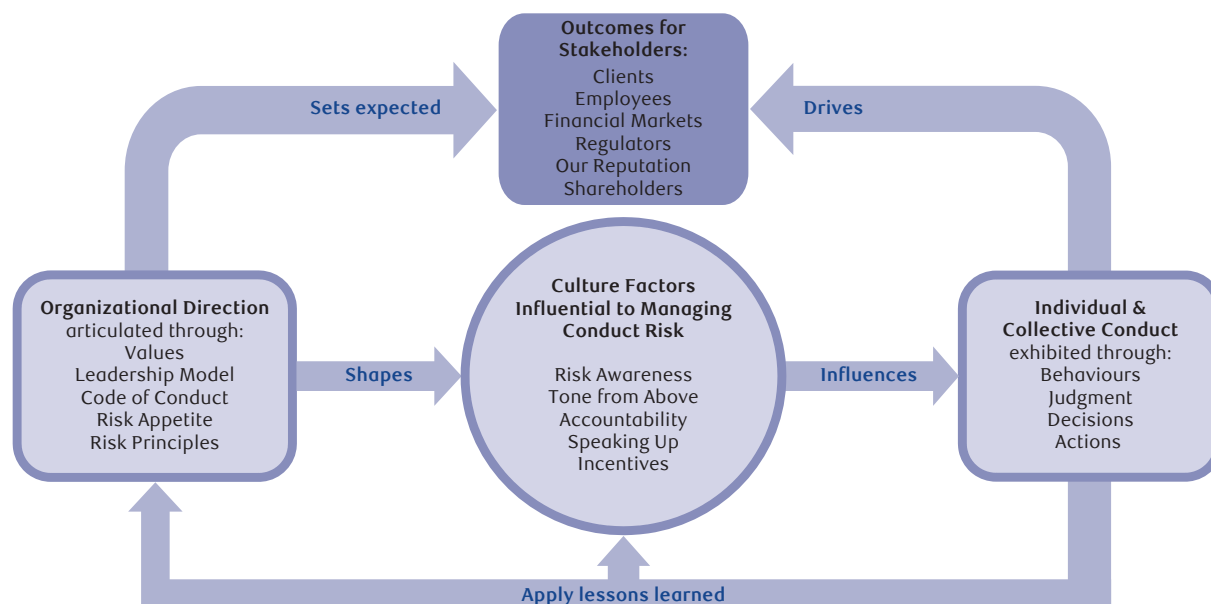 Outcomes for
Stakeholders:
Clients
Employees
Financial Markets
Regulators
Our Reputation
Shareholders
Sets expected
Drives
Organizational Direction
articulated through:
Values
Leadership Model
Code of Conduct
Risk Appetite
Risk Principles
Shapes
Culture Factors
Influential to Managing
Conduct Risk
Risk Awareness
Tone from Above
Accountability
Speaking Up
Incentives
Influences
Individual &
Collective Conduct
exhibited through:
Behaviours
Judgment
Decisions
Actions
Apply lessons learned